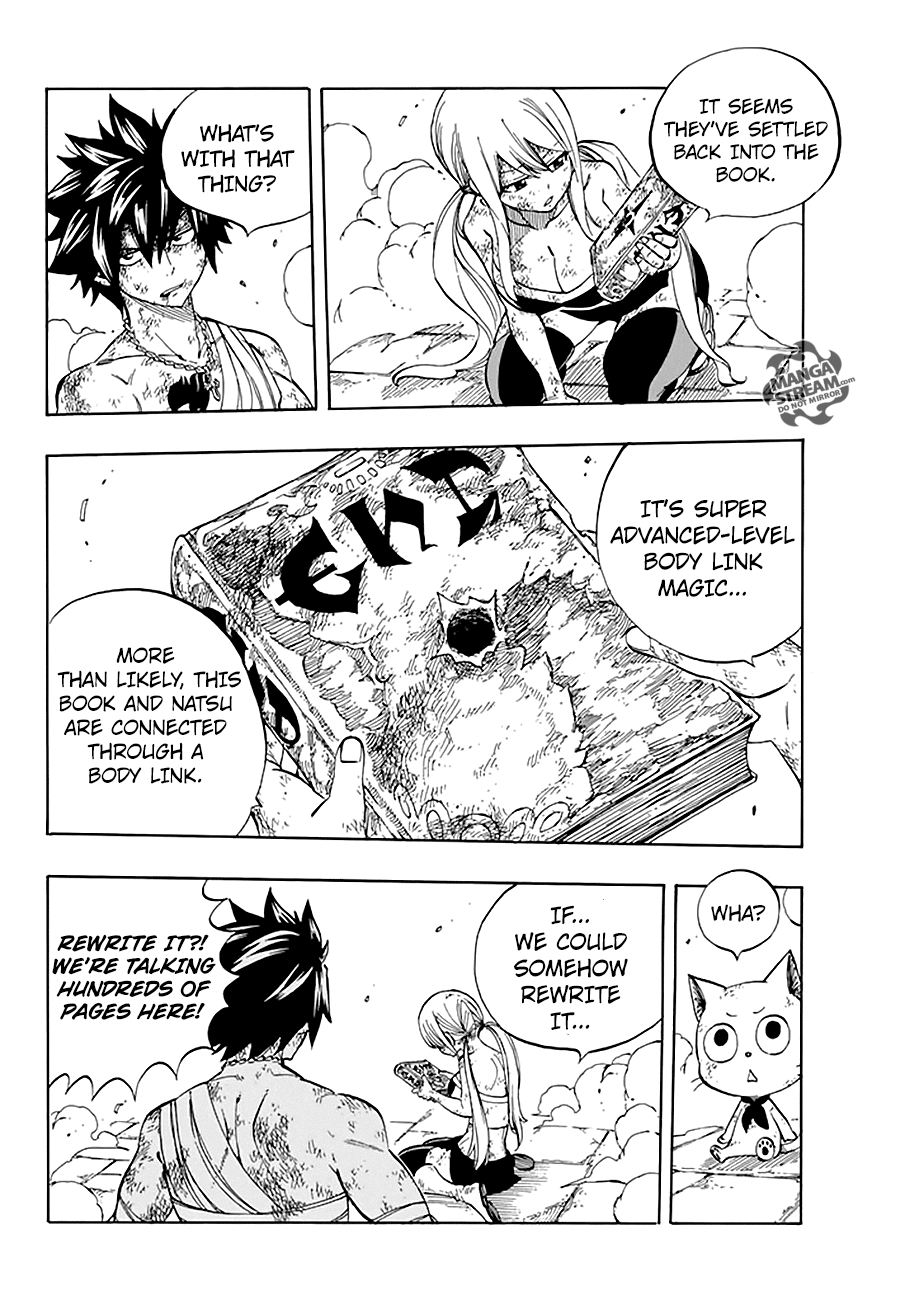 IT SEEMS
THEY'VE SETTLED
BACK INTO THE
BOOK.
MANGA
STREAM.com
DO NOT MIRROR
WHAT'S
WITH THAT
THING?
IT'S SUPER
ADVANCED-LEVEL
BODY LINK
MAGIC...
END
MORE
THAN LIKELY, THIS
BOOK AND NATSU
ARE CONNECTED
THROUGH A
BODY LINK.
WHA?
IF...
WE COULD
SOMEHOW
REWRITE
IT...
REWRITE IT?!
WE'RE TALKING
HUNDREDS OF
PAGES HERE!